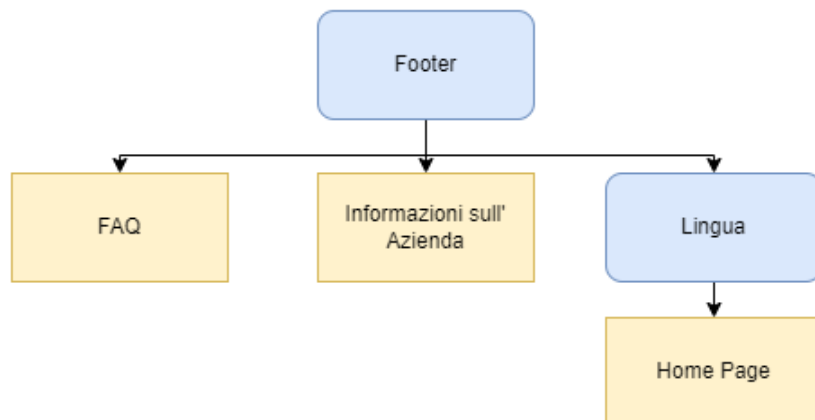 Footer
FAQ
Informazioni sull'
Azienda
Lingua
Home Page